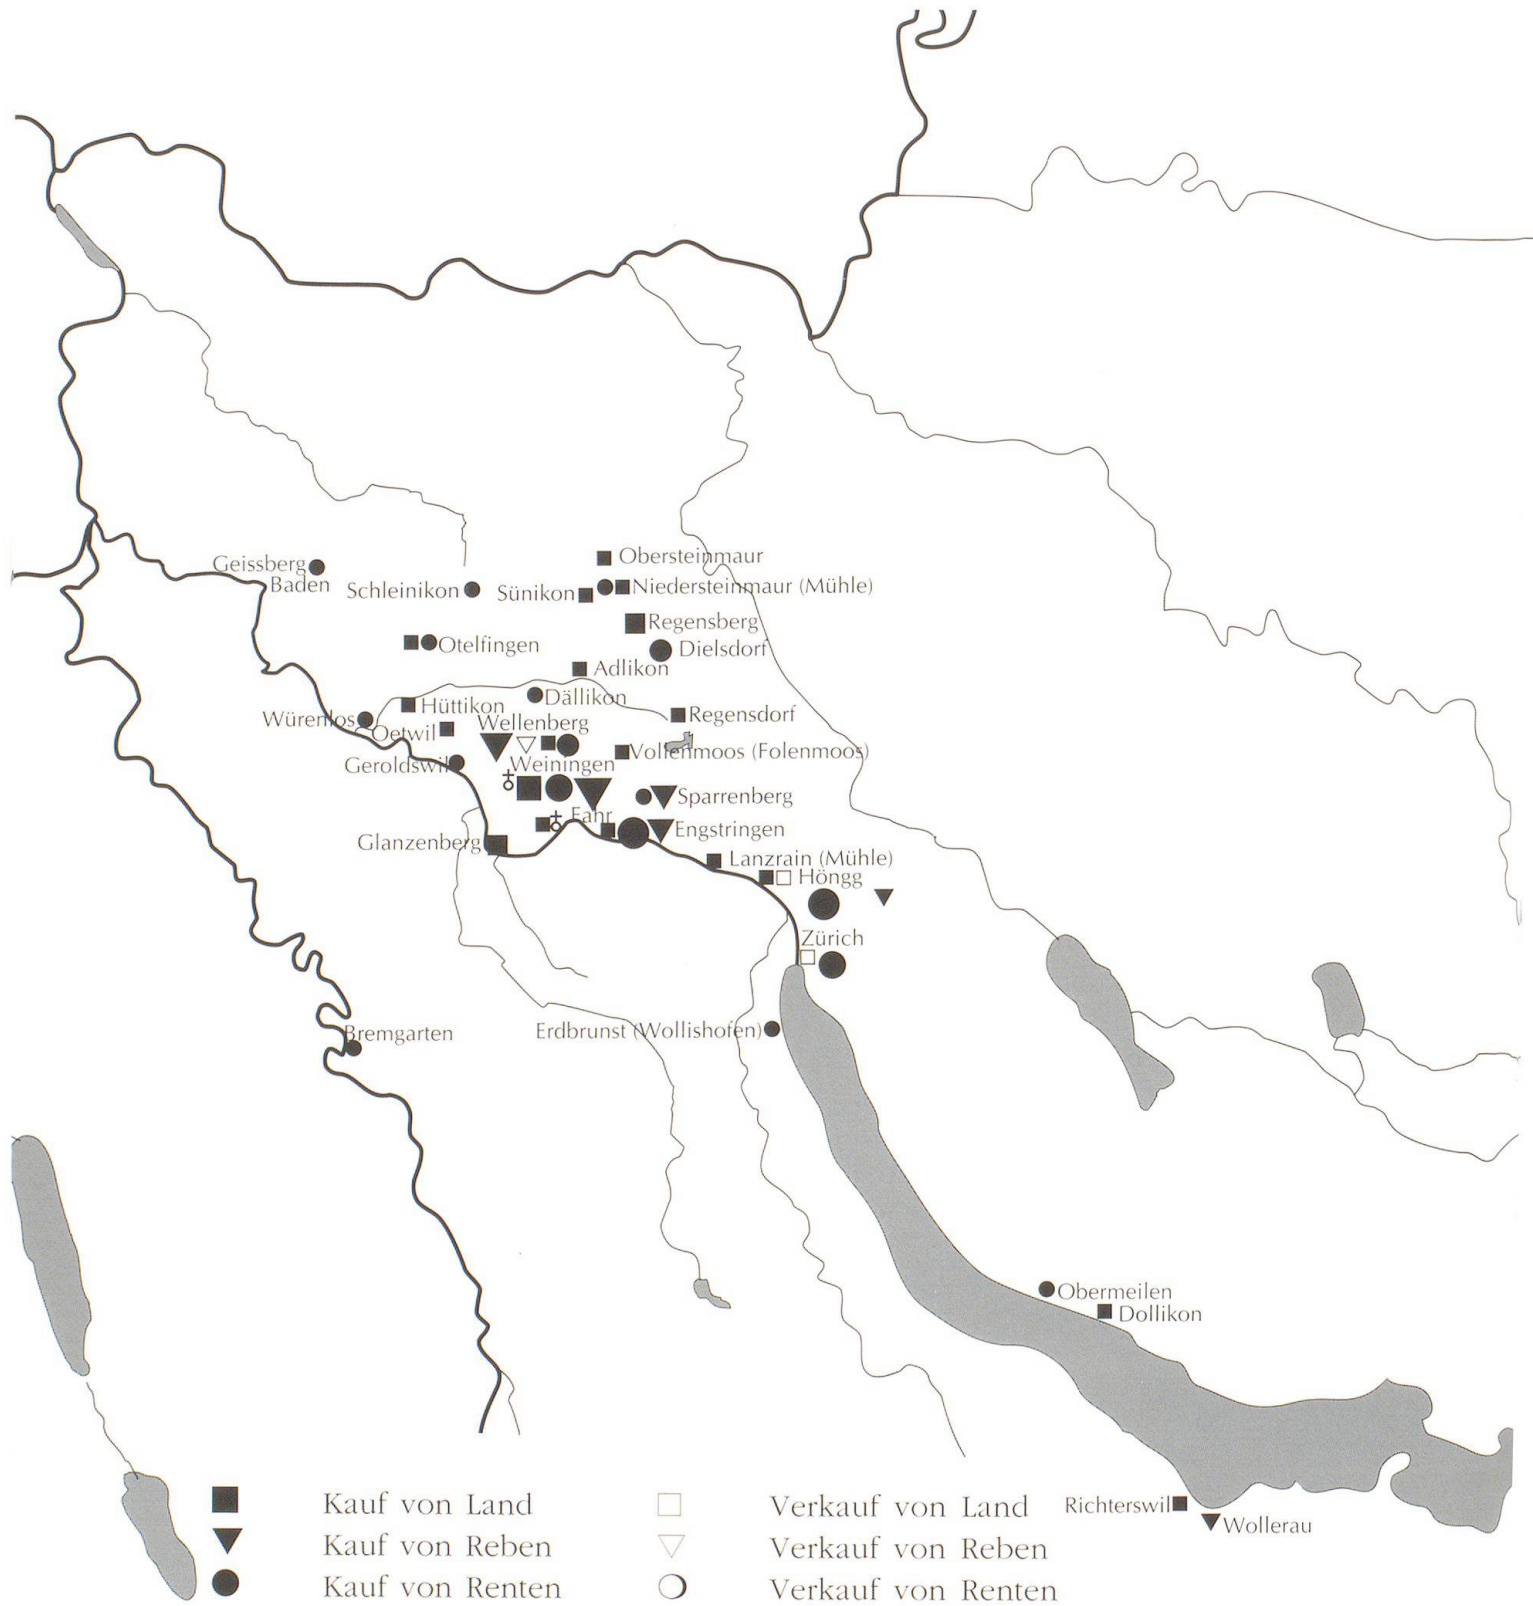 Obersteinmaur
Geissberg
Baden
Schleinikon
Sünikon
Niedersteinmaur (Mühle)
Regensberg
Otelfingen
Dielsdorf
Adlikon
Dällikon
Hüttikon
Würenlos
Regensdorf
Oetwil
Wellenberg
Vollenmoos (Folenmoos)
Geroldswil
Weiningen
Sparrenberg
Fahr
Engstringen
Glanzenberg
Lanzrain (Mühle)
Höngg
Zürich
Erdbrunst (Wollishofen)
Bremgarten
Obermeilen
Dollikon
Richterswil
Wollerau
Kauf von Land
Kauf von Reben
Kauf von Renten
Verkauf von Land
Verkauf von Reben
Verkauf von Renten